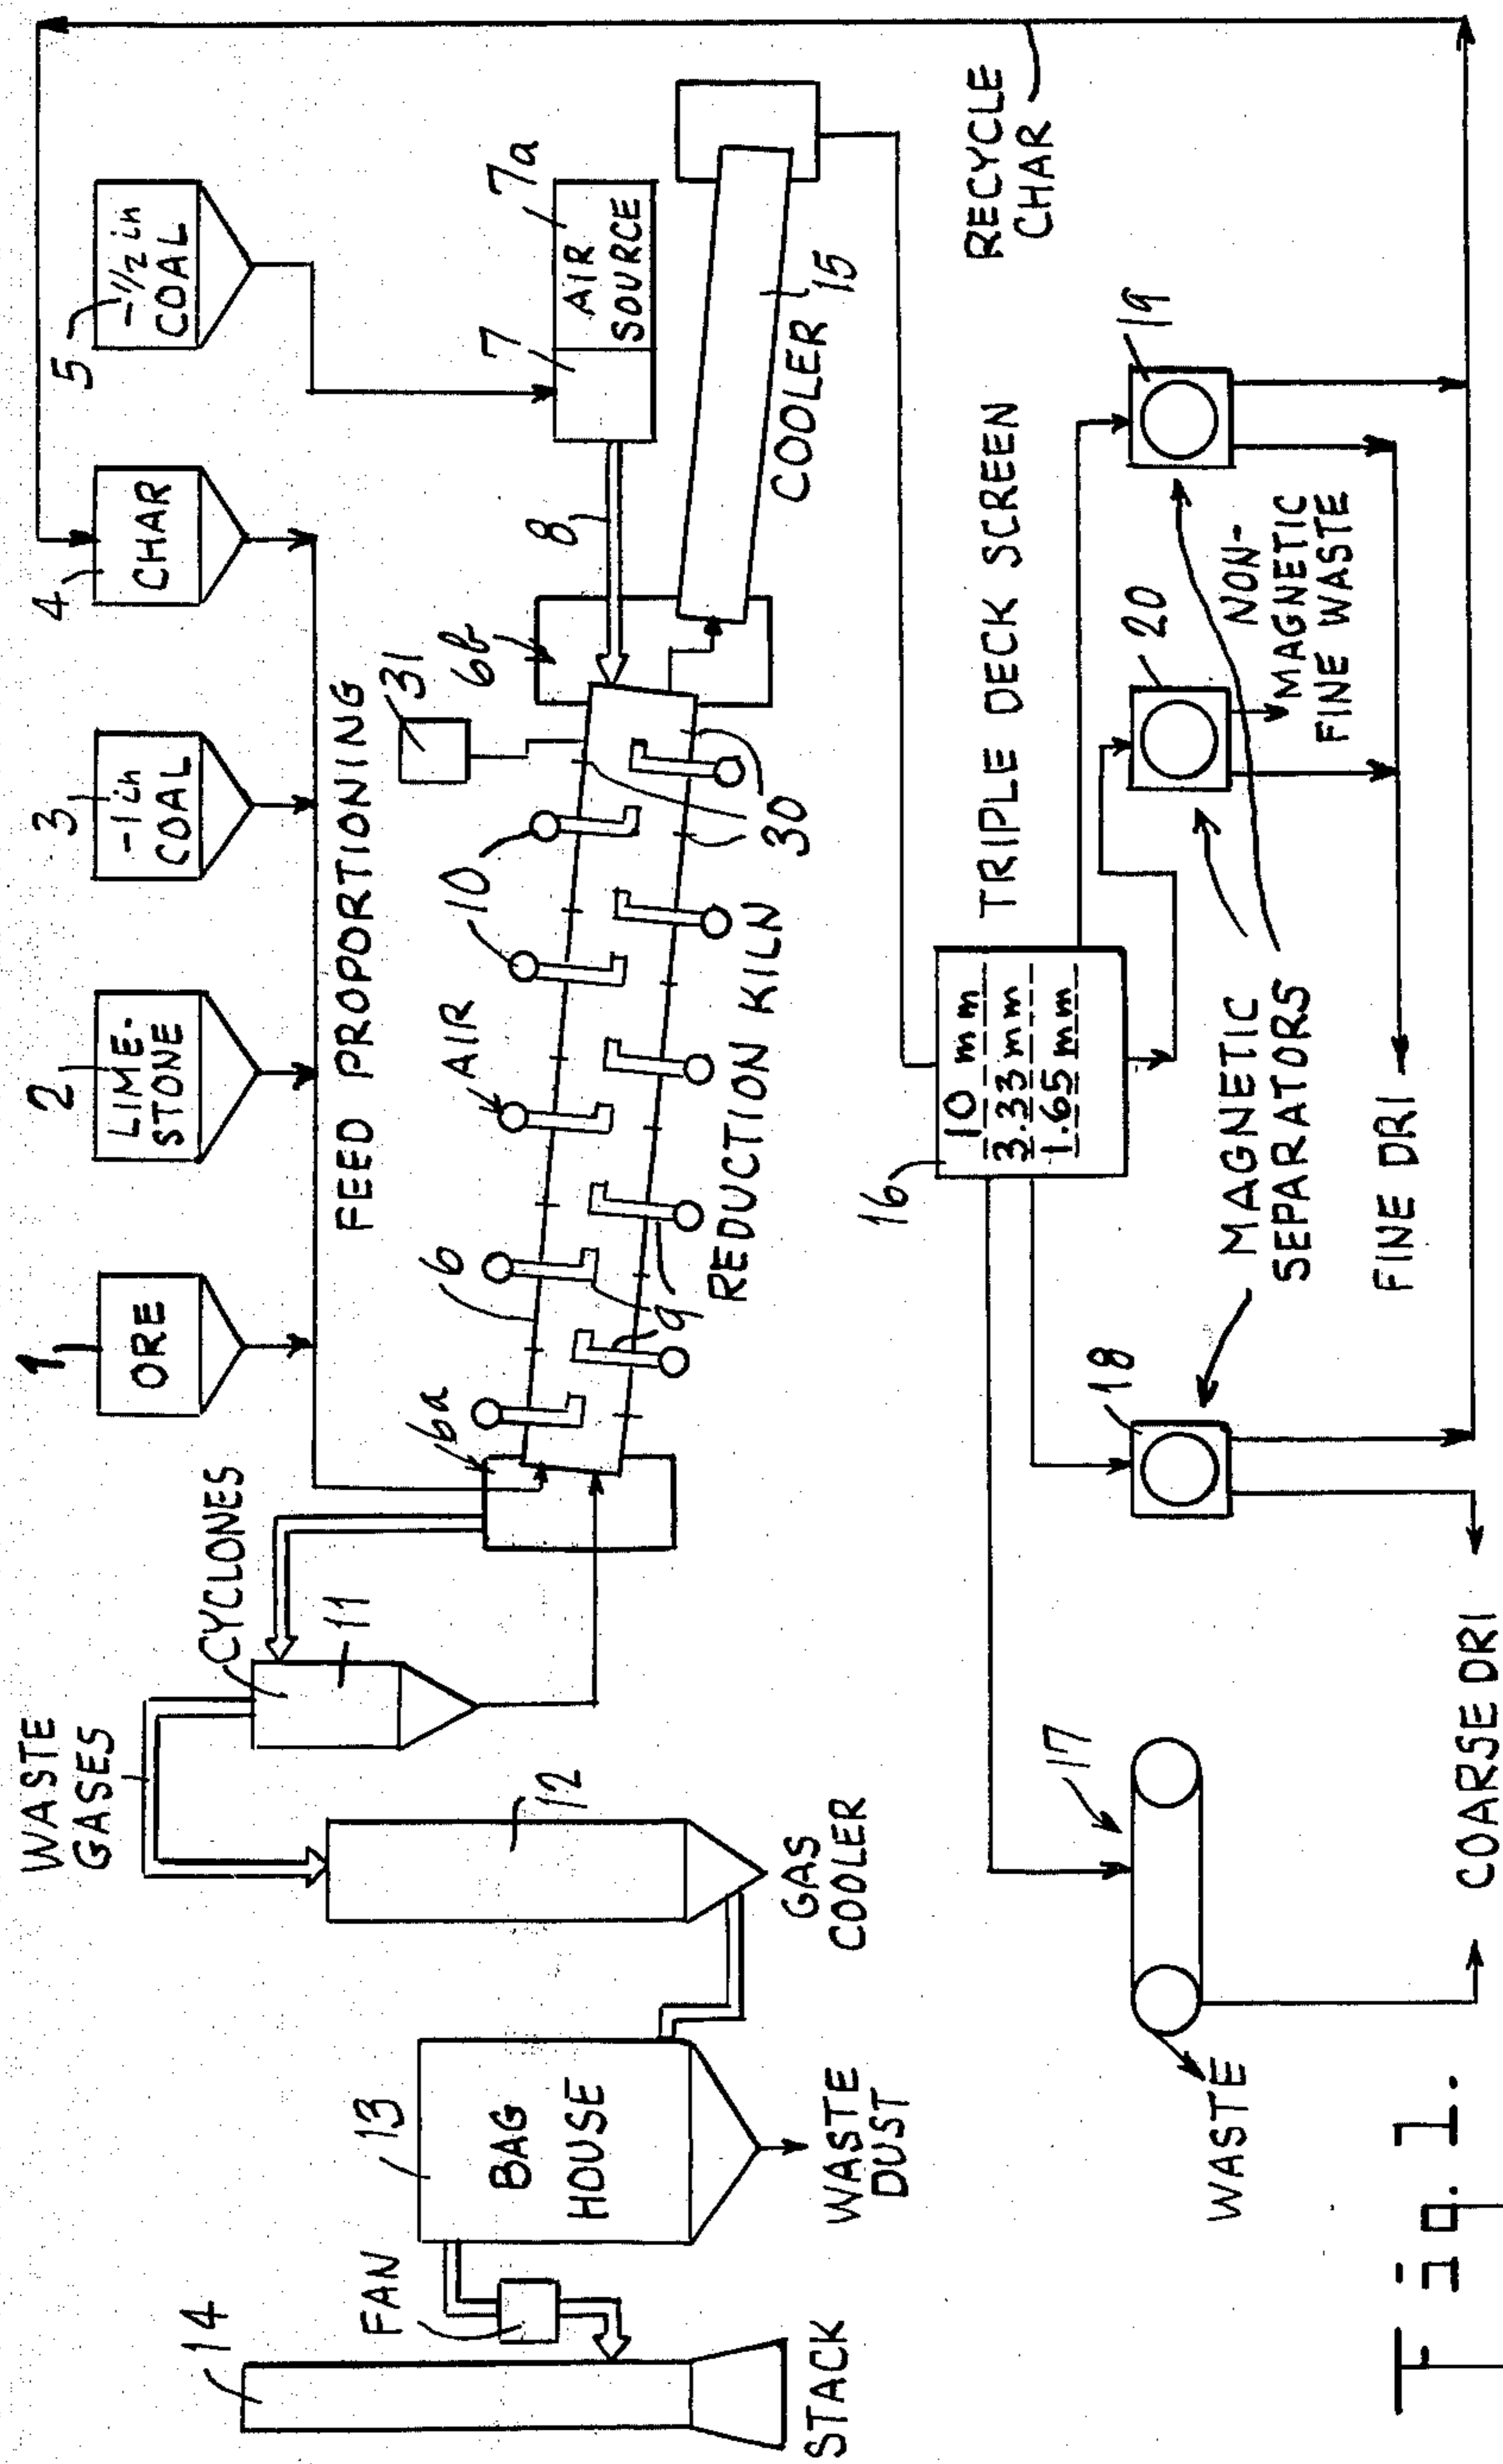 1
ORE
2
LIME-
STONE
3
-1 in
COAL
4
CHAR
5
-1/2 in
COAL
FEED PROPORTIONING
WASTE
GASES
CYCLONES
11
6a
6
AIR
10
31
6b
8
7
7a
AIR
SOURCE
9
REDUCTION KILN
30
COOLER
15
14
FAN
STACK
13
BAG
HOUSE
WASTE
DUST
12
GAS
COOLER
16
10 mm
3.33 mm
1.65 mm
TRIPLE DECK SCREEN
RECYCLE
CHAR
17
WASTE
18
MAGNETIC
SEPARATORS
20
19
NON-
MAGNETIC
FINE WASTE
FINE DRI
COARSE DRI
Fig. 1.